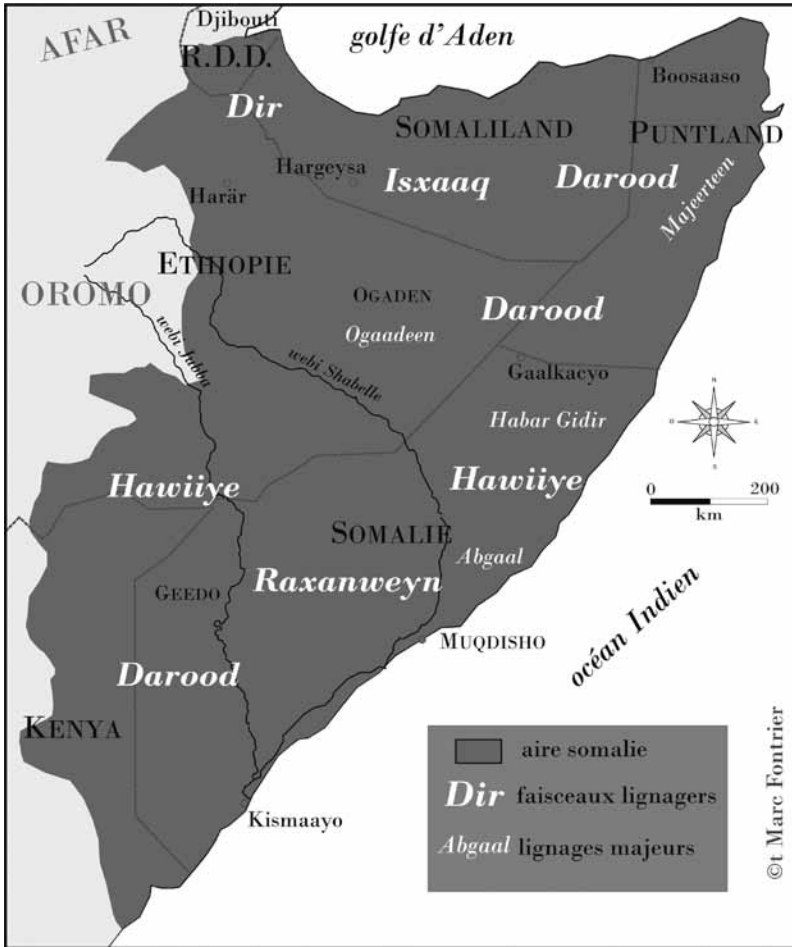 Djibouti
AFAR
golfe d'Aden
R.D.D.
Boosaaso
Dir
SOMALILAND
PUNTLAND
Hargeysa
Isxaaq
Darood
Majeerteen
Harär
ETHIOPIE
OROMO
OGADEN
Ogaadeen
Darood
webi Jubba
webi Shabelle
Gaalkacyo
Habar Gidir
N
E
S
Hawiiye
Hawiiye
0 200
km
SOMALIE
Abgaal
GEEDO
Raxanweyn
MUQDISHO
océan Indien
Darood
KENYA
Kismaayo
aire somalie
Dir faisceaux lignagers
Abgaal lignages majeurs
©t Marc Fontrier